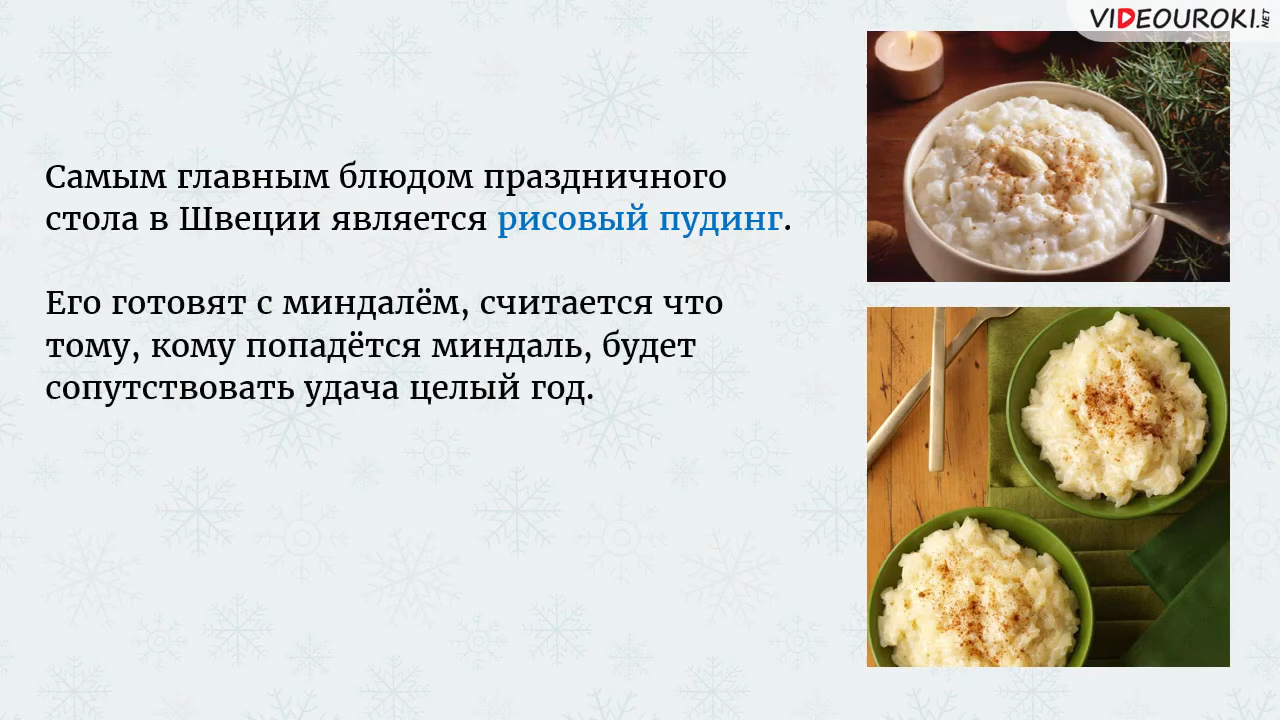 VIDEOUROKI.NET
Самым главным блюдом праздничного
стола в Швеции является рисовый пудинг.
Его готовят с миндалём, считается что
тому, кому попадётся миндаль, будет
сопутствовать удача целый год.